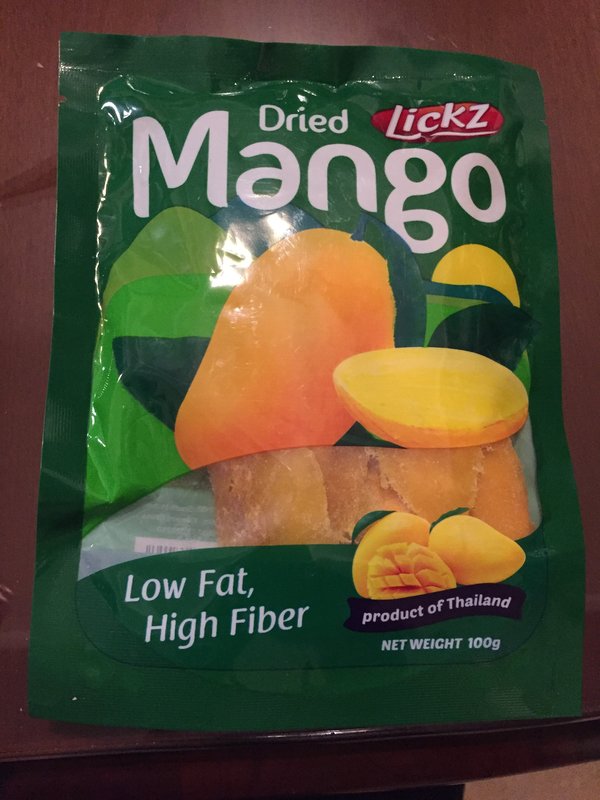 Dried
Lickz
Mango
Low Fat,
High Fiber
product of Thailand
NET WEIGHT 100g